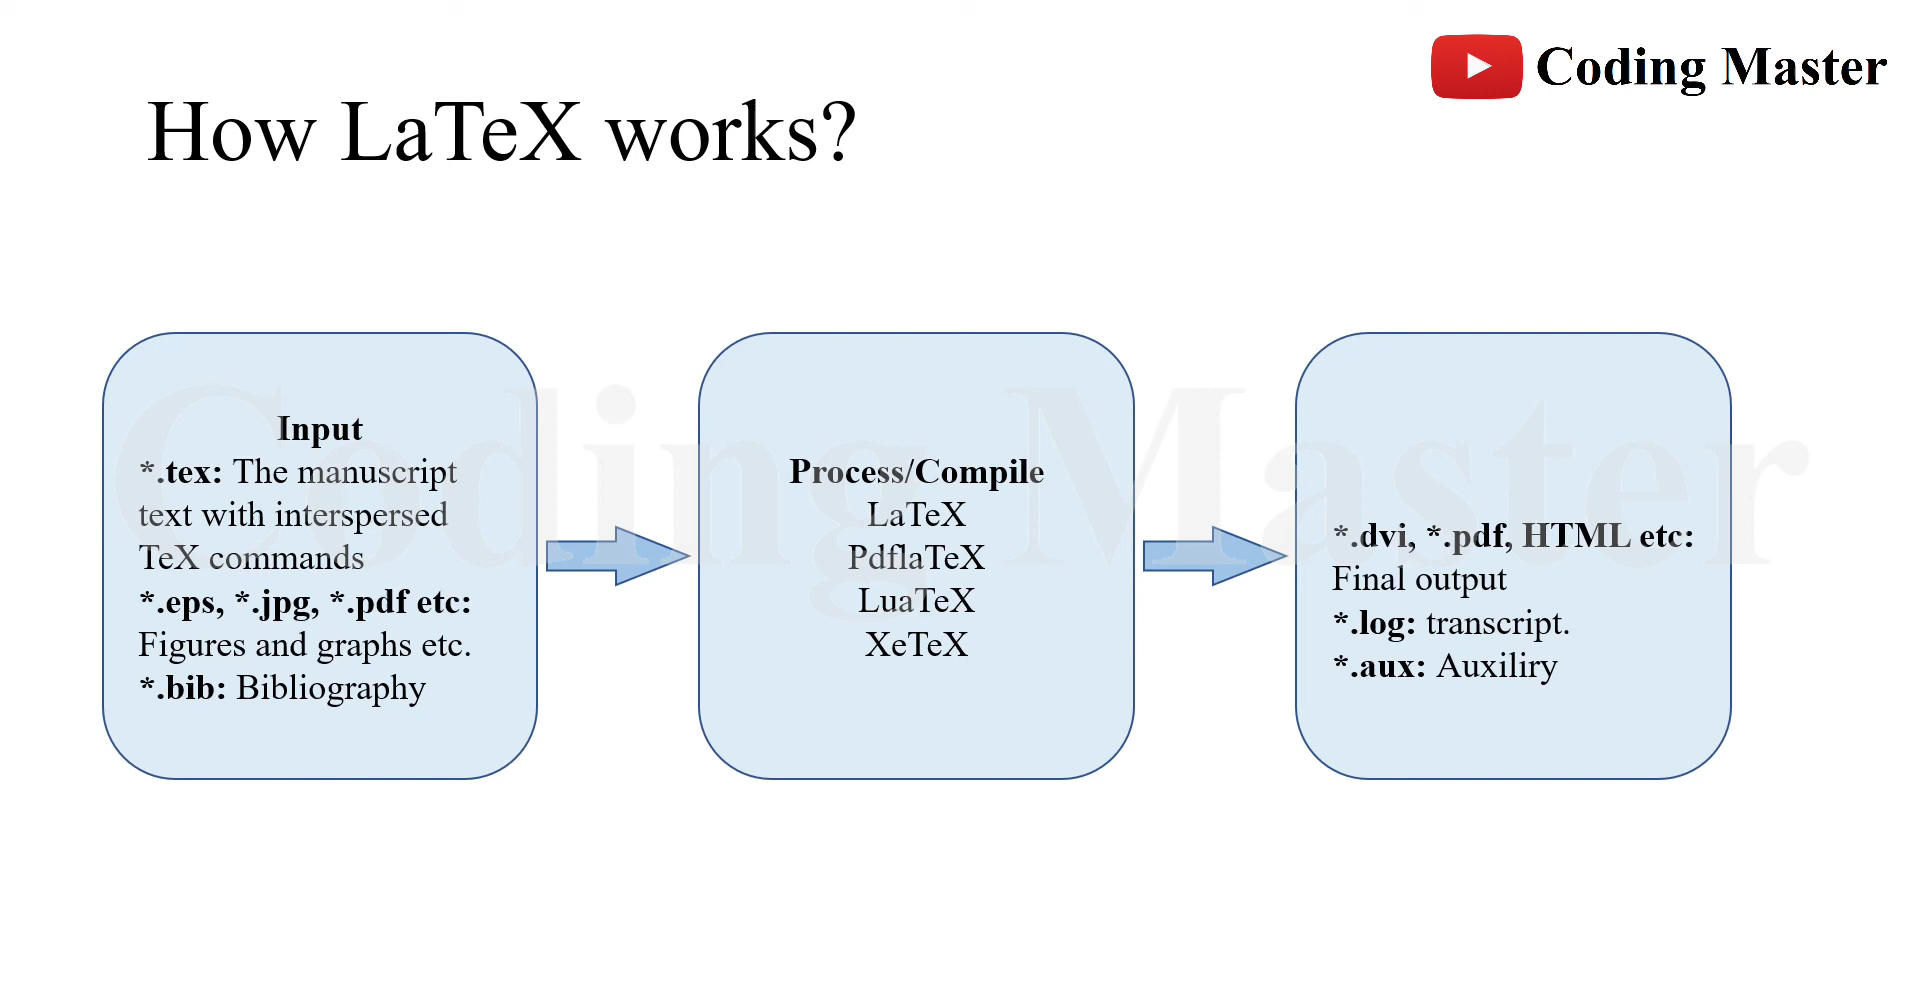 Coding Master
How LaTeX works?
Input
*.tex: The manuscript
text with interspersed
TeX commands
*.eps, *.jpg, *.pdf etc:
Figures and graphs etc.
*.bib: Bibliography
Process/Compile
LaTeX
PdflaTeX
LuaTeX
XeTeX
*.dvi, *.pdf, HTML etc:
Final output
*.log: transcript.
*.aux: Auxiliry
Coding Master